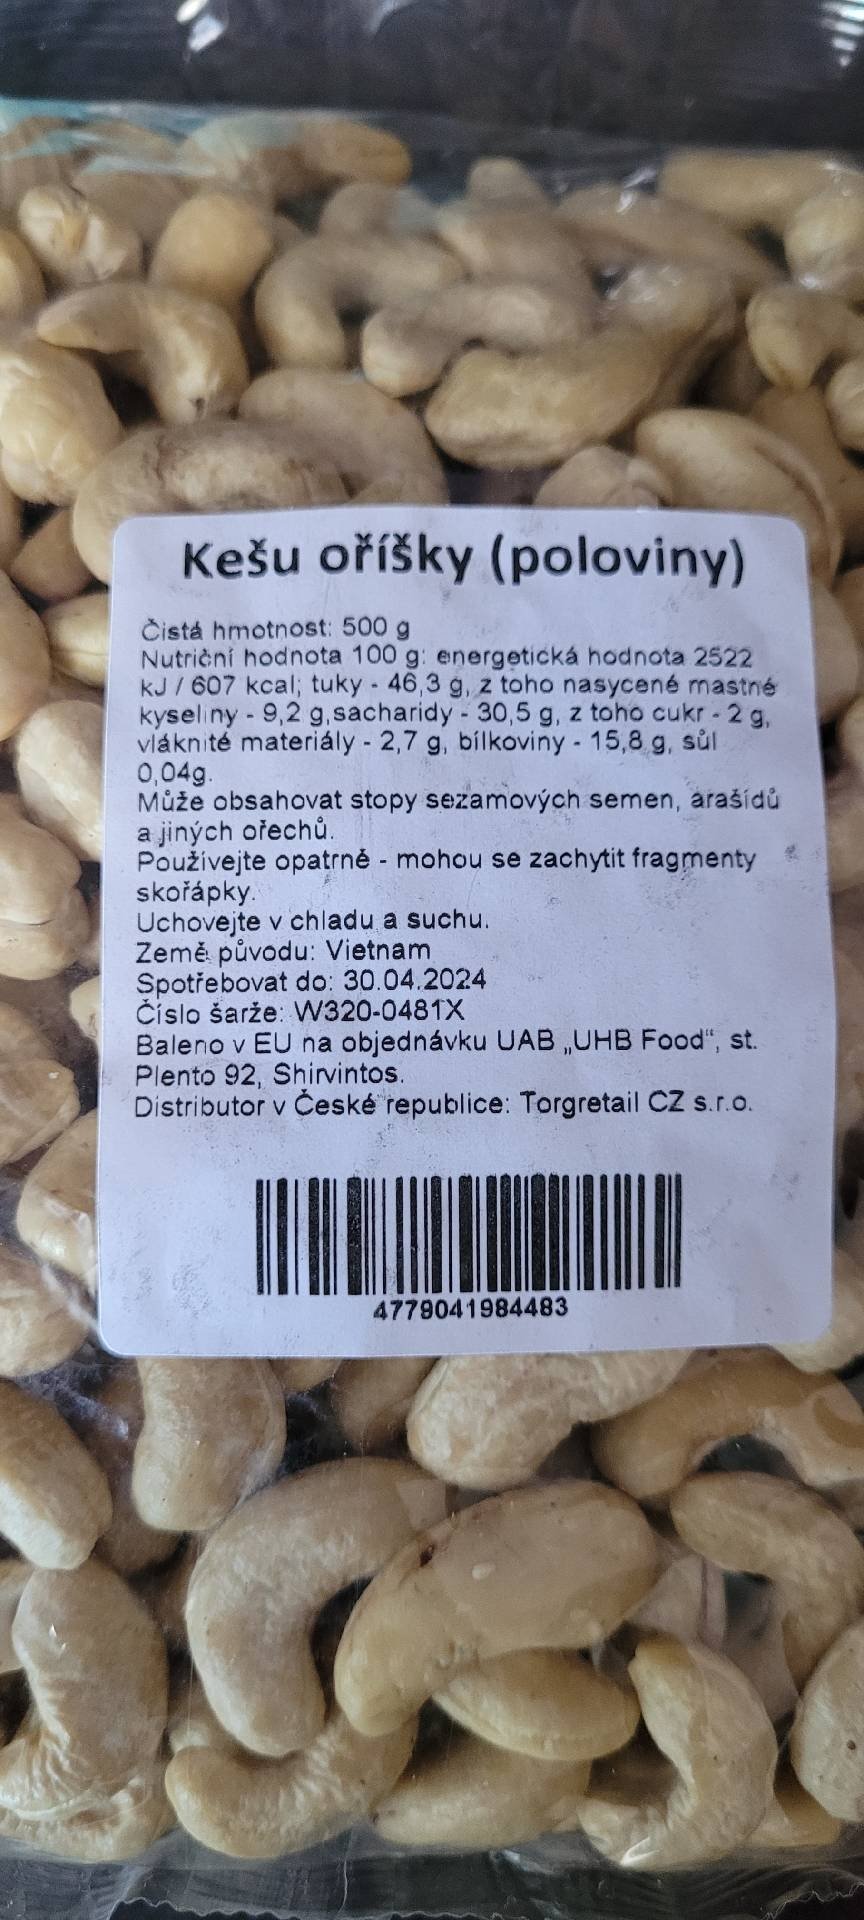 Kešu oříšky (poloviny)
Čistá hmotnost: 500 g
Nutriční hodnota 100 g: energetická hodnota 2522
kJ / 607 kcal; tuky - 46,3 g, z toho nasycené mastné
kyseliny - 9,2 g,sacharidy - 30,5 g, z toho cukr - 2 g,
vláknité materiály - 2,7 g, bílkoviny - 15,8 g, sůl
0,04g.
Může obsahovat stopy sezamových semen, arašídů
a jiných ořechů.
Používejte opatrně - mohou se zachytit fragmenty
skořápky.
Uchovejte v chladu a suchu.
Země původu: Vietnam
Spotřebovat do: 30.04.2024
Číslo šarže: W320-0481X
Baleno v EU na objednávku UAB „UHB Food“, st.
Plento 92, Shirvintos.
Distributor v České republice: Torgretail CZ s.r.o.
4779041984483